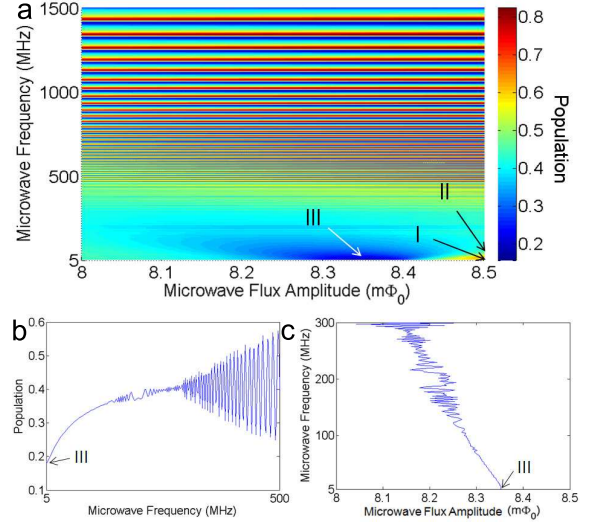 a
1500
1000
500
5
Microwave Frequency (MHz)
8
8.1
8.2
8.3
8.4
8.5
Microwave Flux Amplitude (mΦ₀)
III
I
II
0.8
0.7
0.6
0.5
0.4
0.3
0.2
Population
b
0.6
0.5
0.4
0.3
0.2
0.1
Population
III
5
500
Microwave Frequency (MHz)
c
300
200
100
5
Microwave Frequency (MHz)
III
8
8.1
8.2
8.3
8.4
8.5
Microwave Flux Amplitude (mΦ₀)